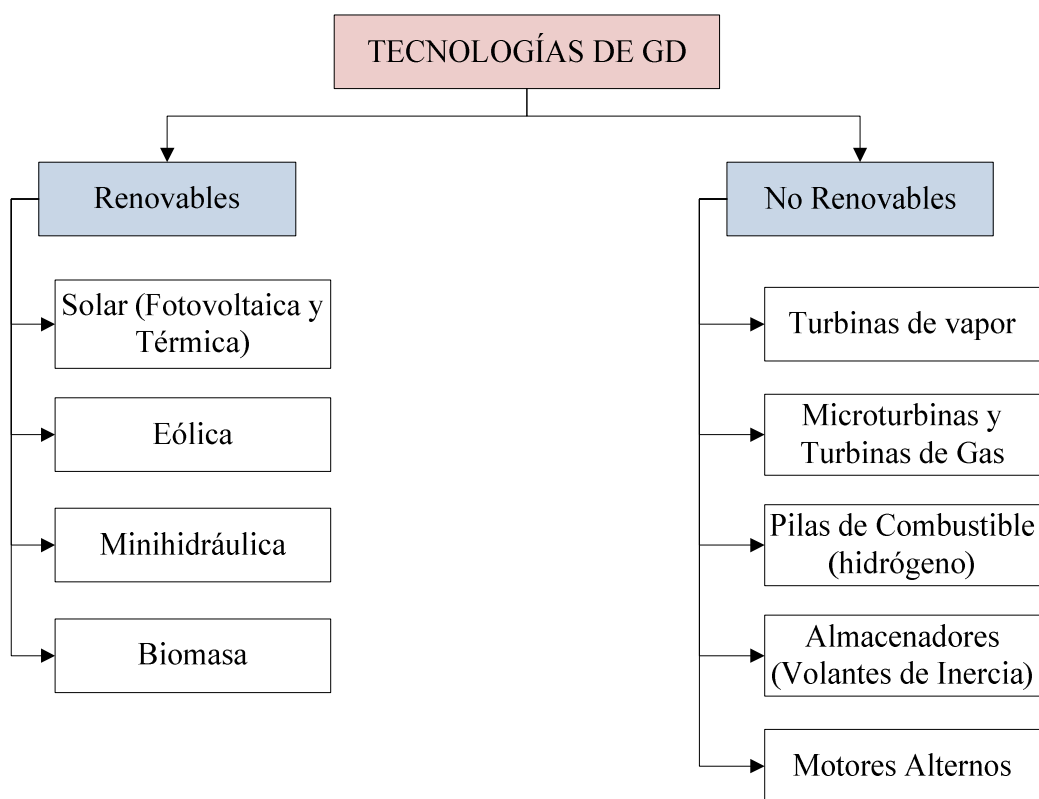 TECNOLOGÍAS DE GD
Renovables
Solar (Fotovoltaica y
Térmica)
Eólica
Minihidráulica
Biomasa
No Renovables
Turbinas de vapor
Microturbinas y
Turbinas de Gas
Pilas de Combustible
(hidrógeno)
Almacenadores
(Volantes de Inercia)
Motores Alternos